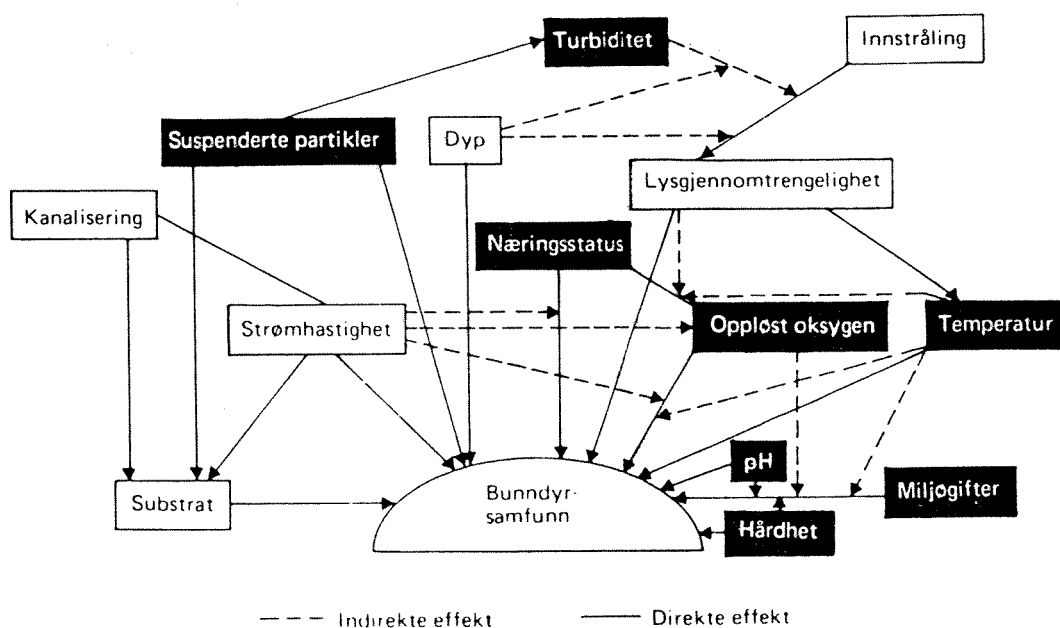 Turbiditet
Innstråling
Suspenderte partikler
Dyp
Lysgjennomtrengelighet
Kanalisering
Næringsstatus
Strømhastighet
Oppløst oksygen
Temperatur
pH
Substrat
Bunndyr-
samfunn
Miljøgifter
Hårdhet
Indirekte effekt
Direkte effekt